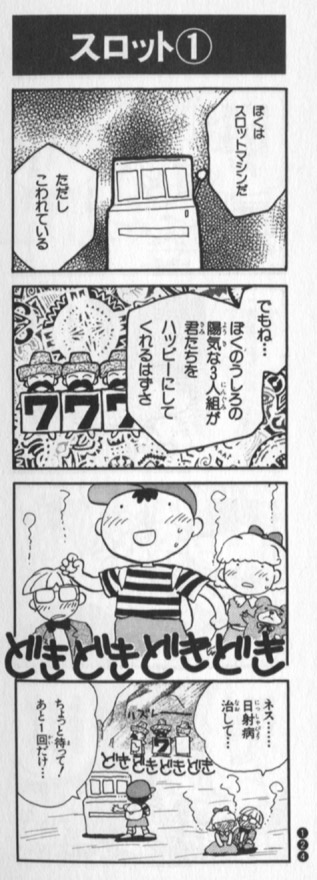 スロット①
ぼくは
スロットマシンだ
ただし
こわれている
でもね…
ぼくのうしろの
陽気な3人組が
君たちを
ハッピーにして
くれるはずさ
7 7 7
どきどきどきどき
ネス……
日射病
治して…
ハズレー
7
どきどきどきどき
ちょっと待って!
あと1回だけ…
①②④